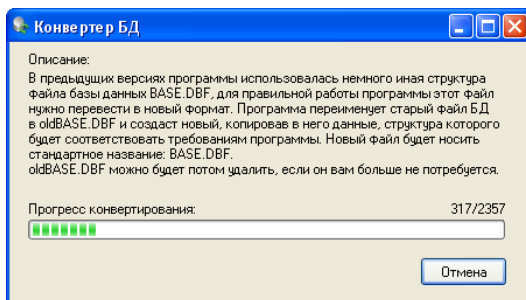 Конвертер БД
Описание:
В предыдущих версиях программы использовалась немного иная структура
файла базы данных BASE.DBF, для правильной работы программы этот файл
нужно перевести в новый формат. Программа переименует старый файл БД
в oldBASE.DBF и создаст новый, копировав в него данные, структура которого
будет соответствовать требованиям программы. Новый файл будет носить
стандартное название: BASE.DBF.
oldBASE.DBF можно будет потом удалить, если он вам больше не потребуется.
Прогресс конвертирования: 317/2357
Отмена